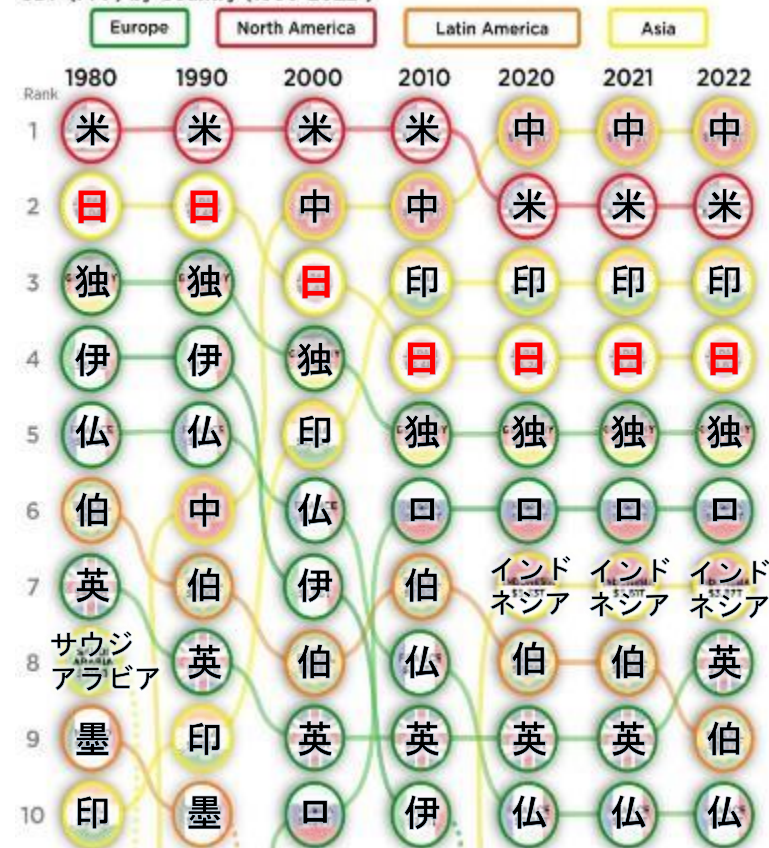 Europe North America Latin America Asia
1980 1990 2000 2010 2020 2021 2022
Rank
1 米 米 米 米 中 中 中
2 日 日 中 中 米 米 米
3 独 独 日 印 印 印 印
4 伊 伊 独 日 日 日 日
5 仏 仏 印 独 独 独 独
6 伯 中 仏 ロ ロ ロ ロ
7 英 伯 伊 伯 インド インド インド
ネシア ネシア ネシア
8 サウジ 英 伯 仏 伯 伯 英
アラビア
9 墨 印 英 英 英 英 伯
10 印 墨 ロ 伊 仏 仏 仏